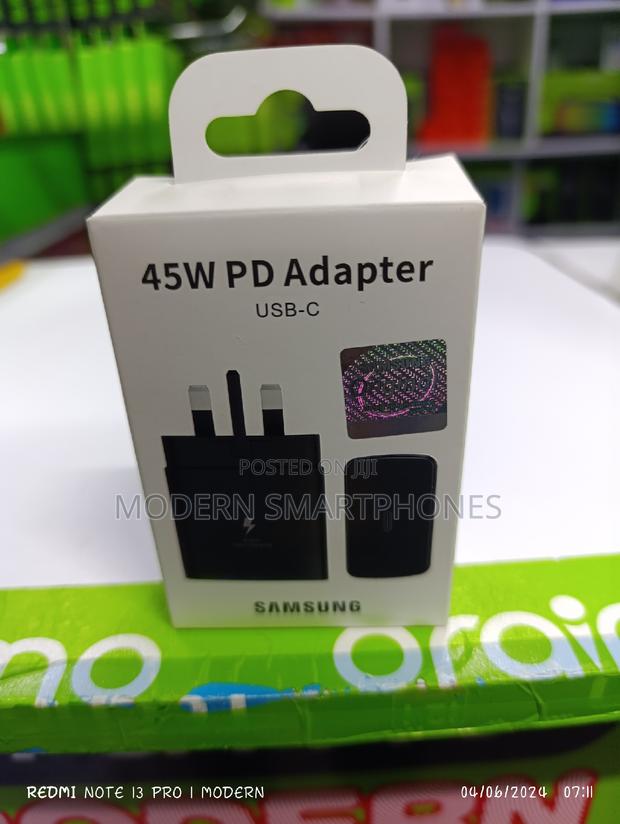 45W PD Adapter
USB-C
POSTED ON JIJI
MODERN SMARTPHONES
SAMSUNG
oraim
REDMI NOTE 13 PRO | MODERN
04/06/2024 07:11